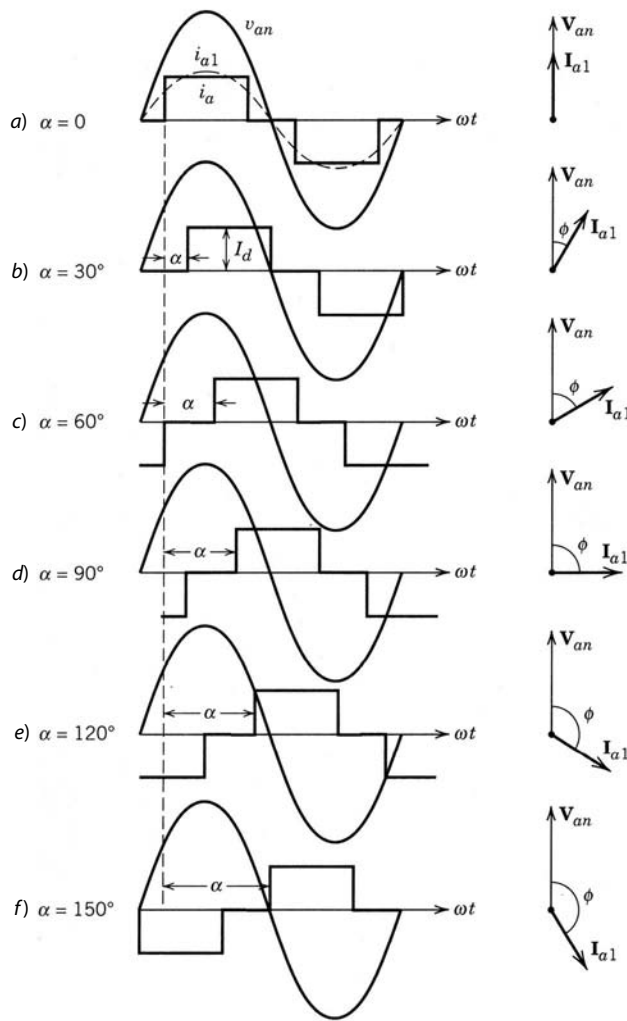 v_an
i_a1
i_a
a) α = 0
ωt
V_an
I_a1
b) α = 30°
α
I_d
ωt
V_an
ϕ
I_a1
c) α = 60°
α
ωt
V_an
ϕ
I_a1
d) α = 90°
α
ωt
V_an
ϕ
I_a1
e) α = 120°
α
ωt
V_an
ϕ
I_a1
f) α = 150°
α
ωt
V_an
ϕ
I_a1